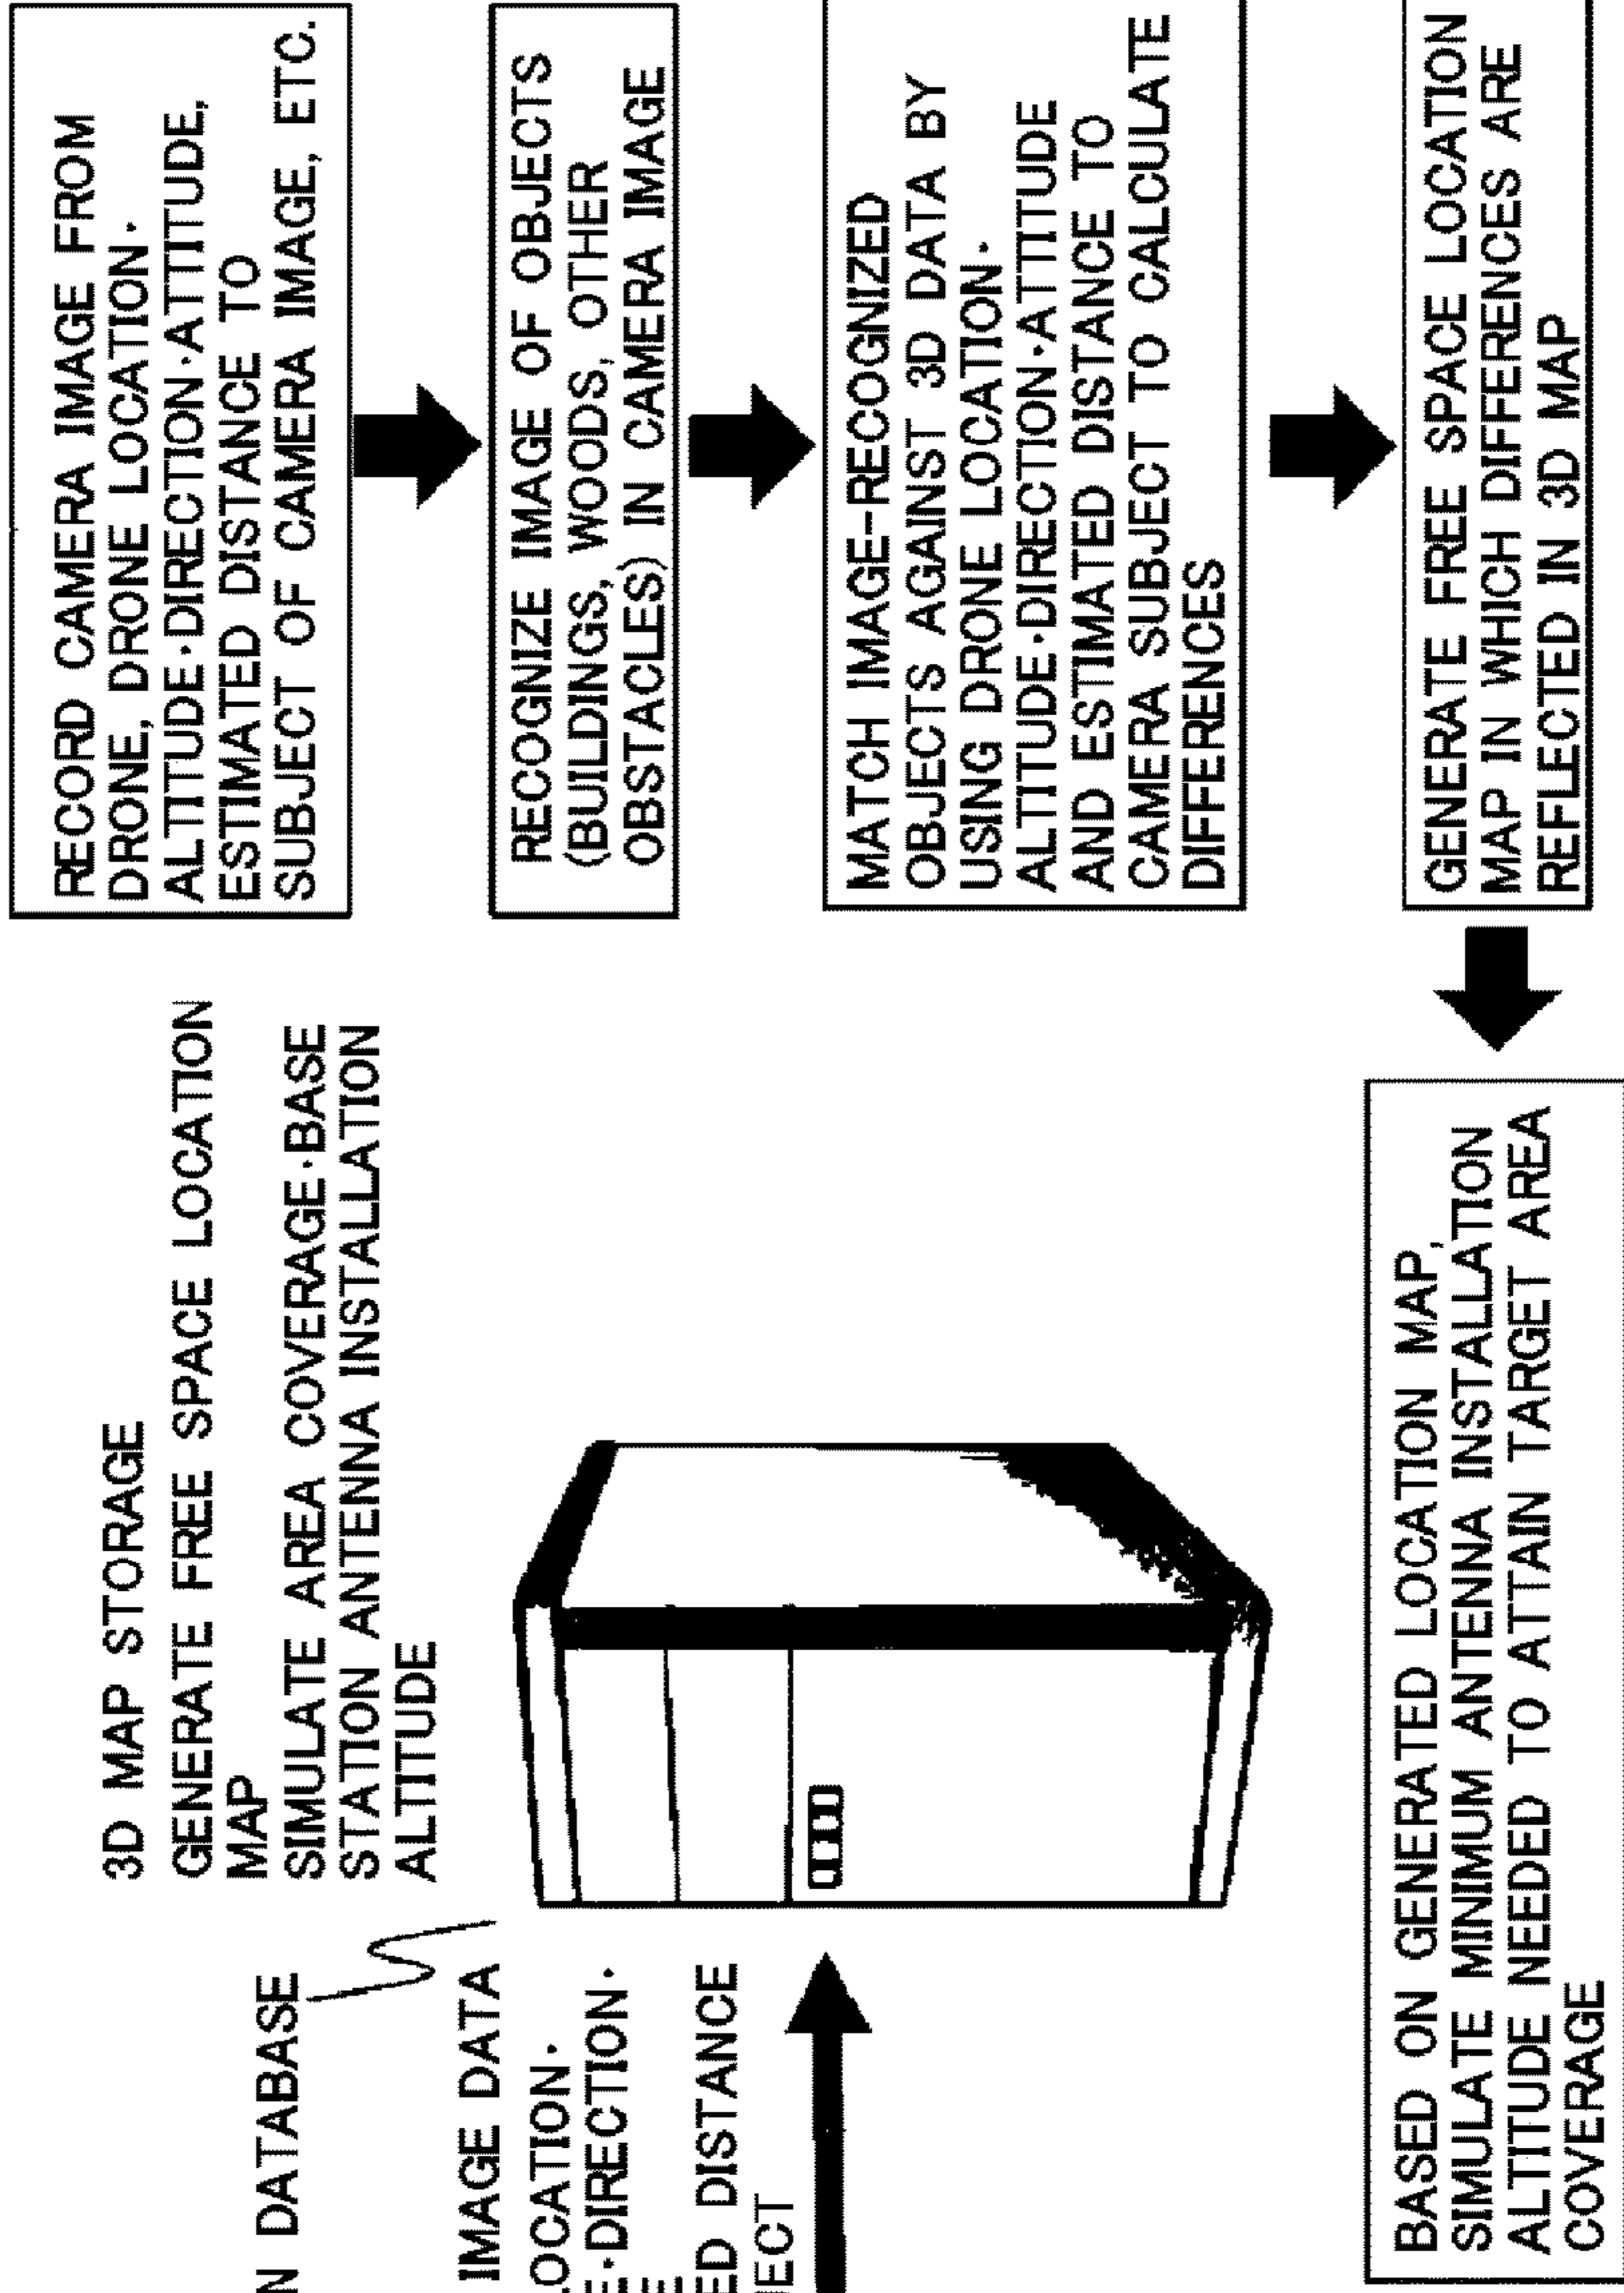 N DATABASE
IMAGE DATA
LOCATION·
E·DIRECTION·
E
ED DISTANCE
JECT
3D MAP STORAGE
GENERATE FREE SPACE LOCATION
MAP
SIMULATE AREA COVERAGE·BASE
STATION ANTENNA INSTALLATION
ALTITUDE
RECORD CAMERA IMAGE FROM
DRONE, DRONE LOCATION·
ALTITUDE·DIRECTION·ATTITUDE,
ESTIMATED DISTANCE TO
SUBJECT OF CAMERA IMAGE, ETC.
RECOGNIZE IMAGE OF OBJECTS
(BUILDINGS, WOODS, OTHER
OBSTACLES) IN CAMERA IMAGE
MATCH IMAGE-RECOGNIZED
OBJECTS AGAINST 3D DATA BY
USING DRONE LOCATION·
ALTITUDE·DIRECTION·ATTITUDE
AND ESTIMATED DISTANCE TO
CAMERA SUBJECT TO CALCULATE
DIFFERENCES
GENERATE FREE SPACE LOCATION
MAP IN WHICH DIFFERENCES ARE
REFLECTED IN 3D MAP
BASED ON GENERATED LOCATION MAP,
SIMULATE MINIMUM ANTENNA INSTALLATION
ALTITUDE NEEDED TO ATTAIN TARGET AREA
COVERAGE